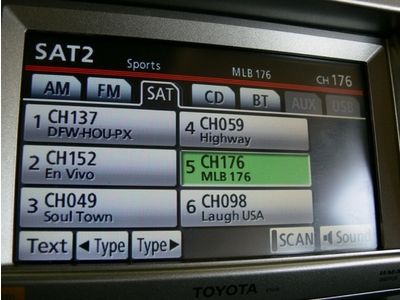 SAT2
Sports MLB 176 CH 176
AM FM SAT CD BT AUX USB
1 CH137
DFW-HOU-PX
4 CH059
Highway
2 CH152
En Vivo
5 CH176
MLB 176
3 CH049
Soul Town
6 CH098
Laugh USA
Text ◄Type Type► SCAN Sound
TOYOTA